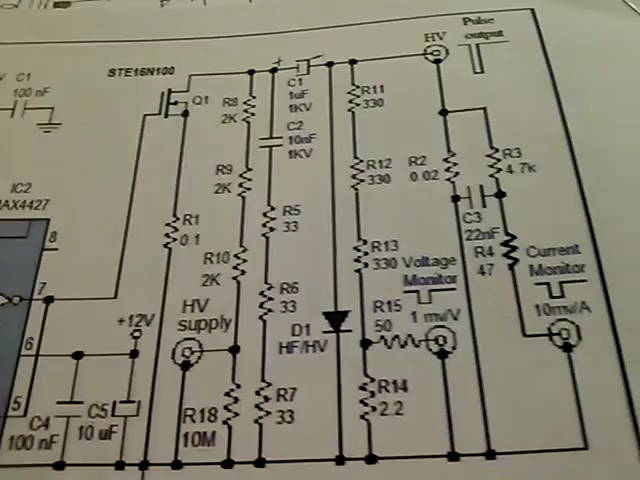 Pulse
output
HV
STE16N100
C1
100 nF
Q1
C1
1uF
1KV
R11
330
R8
2K
C2
10nF
1KV
R9
2K
R12
330
R2
0.02
R3
4.7k
IC2
MAX4427
8
R1
0.1
R5
33
C3
22nF
R10
2K
R13
330
Voltage
Monitor
R4
47
Current
Monitor
7
HV
supply
R6
33
R15
50
1 mv/V
10mv/A
+12V
D1
HF/HV
6
R14
2.2
R7
33
R18
10M
5
C4
100 nF
C5
10 uF